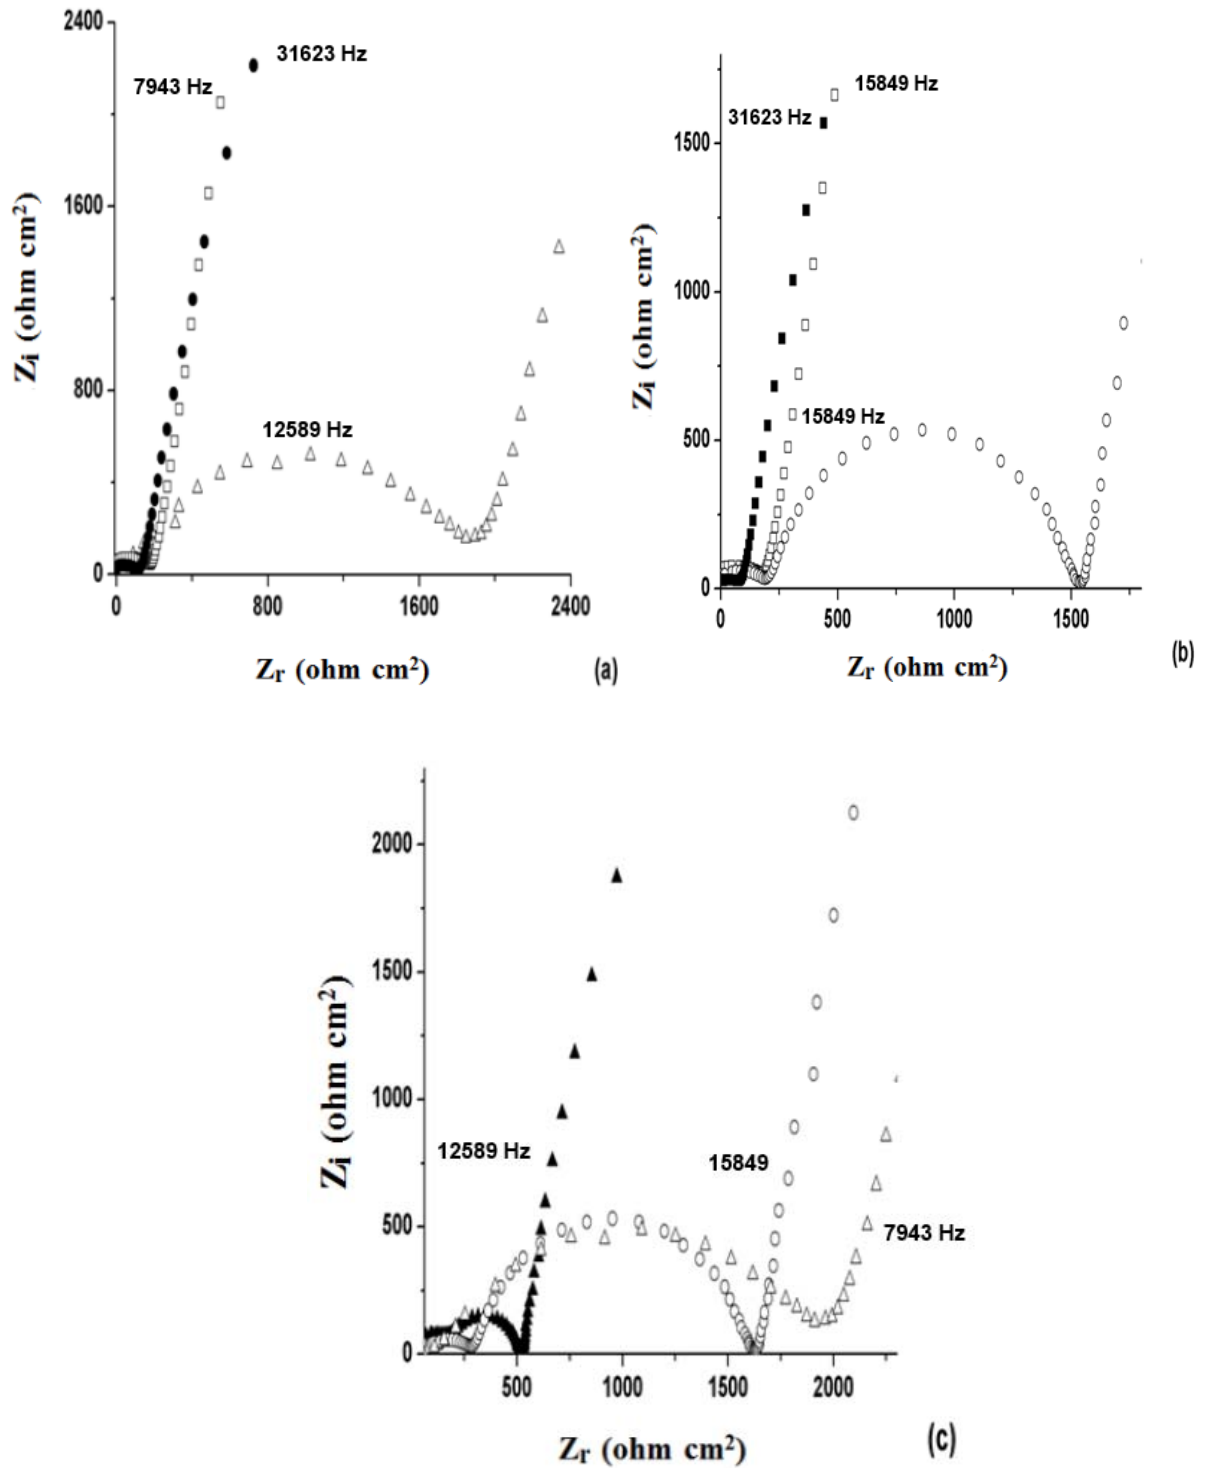 2400
1600
800
0
Zi (ohm cm²)
31623 Hz
7943 Hz
12589 Hz
0 800 1600 2400
Zr (ohm cm²)
(a)
1500
1000
500
0
Zi (ohm cm²)
15849 Hz
31623 Hz
15849 Hz
0 500 1000 1500
Zr (ohm cm²)
(b)
2000
1500
1000
500
0
Zi (ohm cm²)
12589 Hz
15849
7943 Hz
500 1000 1500 2000
Zr (ohm cm²)
(c)